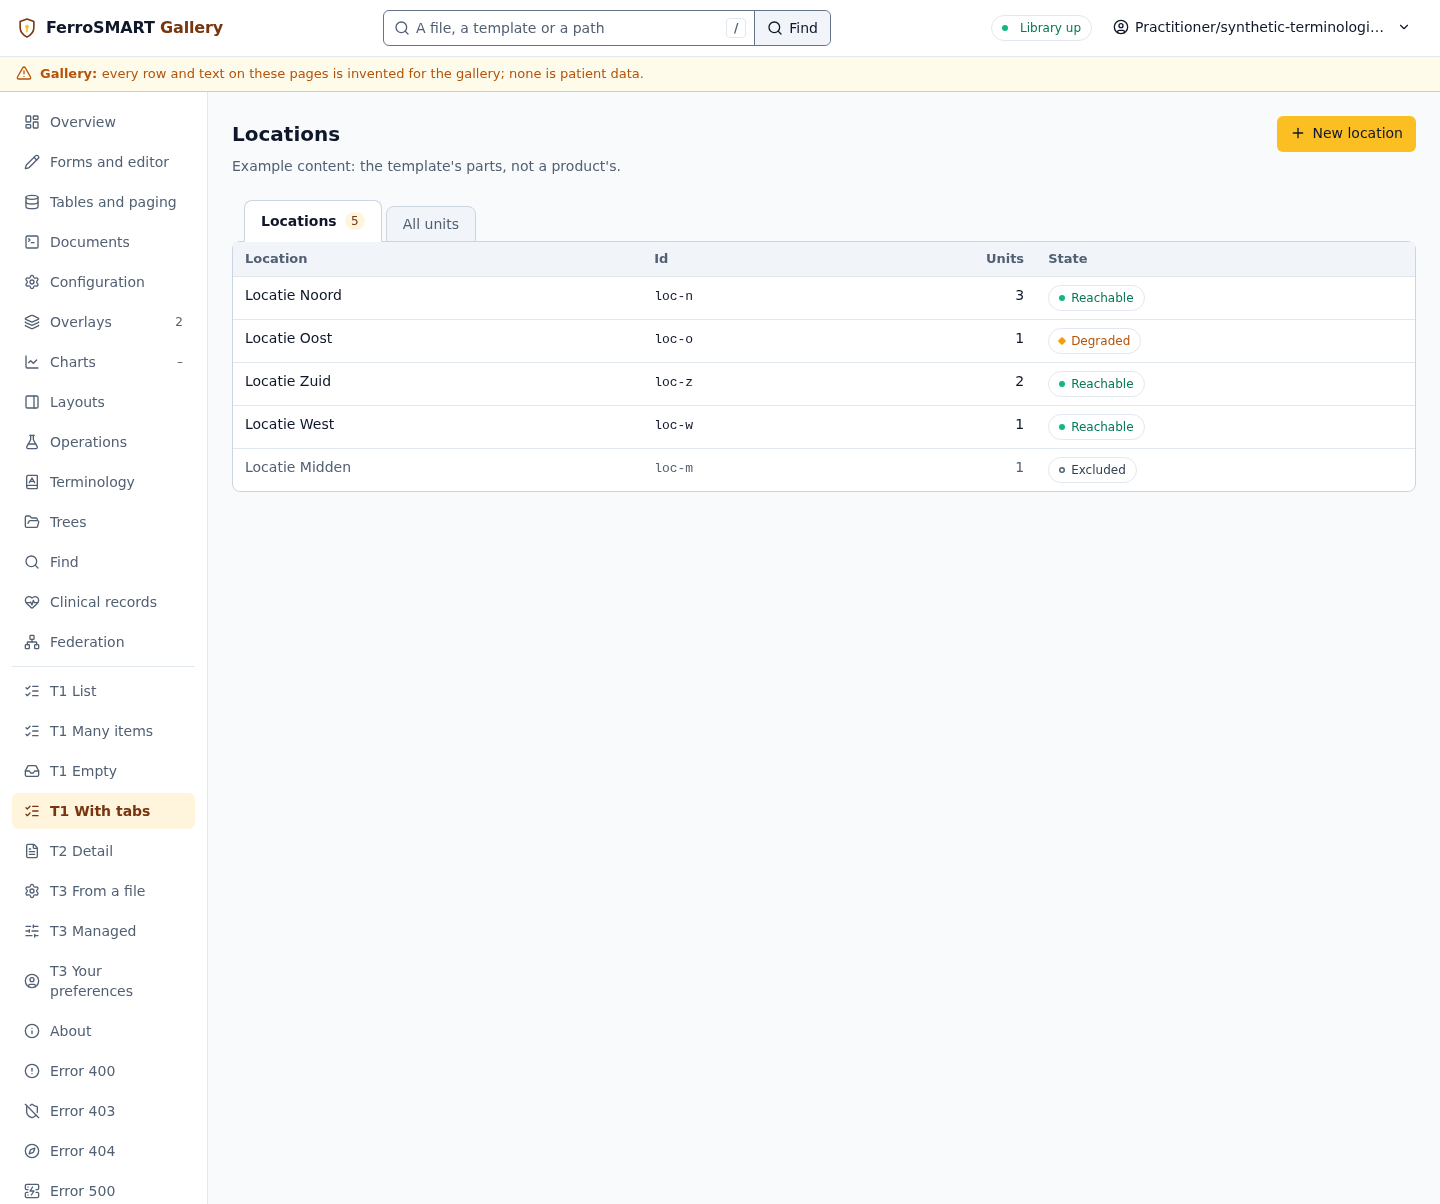 FerroSMART Gallery
A file, a template or a path
/
Find
Library up
Practitioner/synthetic-terminologi...
Gallery: every row and text on these pages is invented for the gallery; none is patient data.
Overview
Forms and editor
Tables and paging
Documents
Configuration
Overlays 2
Charts –
Layouts
Operations
Terminology
Trees
Find
Clinical records
Federation
T1 List
T1 Many items
T1 Empty
T1 With tabs
T2 Detail
T3 From a file
T3 Managed
T3 Your
preferences
About
Error 400
Error 403
Error 404
Error 500
Locations
New location
Example content: the template's parts, not a product's.
Locations 5
All units
Location Id Units State
Locatie Noord loc-n 3 Reachable
Locatie Oost loc-o 1 Degraded
Locatie Zuid loc-z 2 Reachable
Locatie West loc-w 1 Reachable
Locatie Midden loc-m 1 Excluded